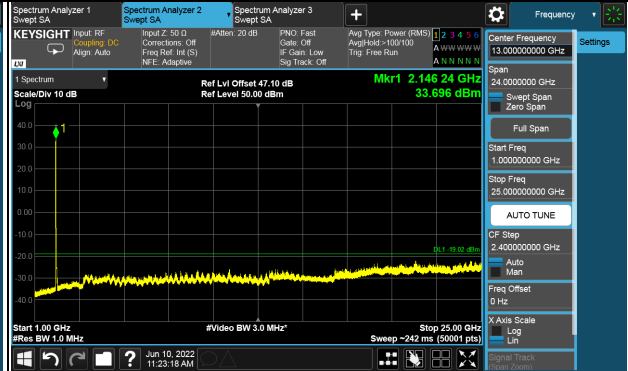 Spectrum Analyzer 1
Swept SA
Spectrum Analyzer 2
Swept SA
Spectrum Analyzer 3
Swept SA
+
Frequency
KEYSIGHT
Input: RF
Coupling: DC
Align: Auto
Input Z: 50 Ω
Corrections: Off
Freq Ref: Int (S)
NFE: Adaptive
#Atten: 20 dB
PNO: Fast
Gate: Off
IF Gain: Low
Sig Track: Off
Avg Type: Power (RMS)
Avg|Hold:>100/100
Trig: Free Run
1 2 3 4 5 6
A W W W W W
A N N N N N
LXI
1 Spectrum
Scale/Div 10 dB
Ref Lvl Offset 47.10 dB
Ref Level 50.00 dBm
Mkr1 2.146 24 GHz
33.696 dBm
Log
40.0
30.0
20.0
10.0
0.00
-10.0
-20.0
-30.0
-40.0
1
DL1 -19.02 dBm
Start 1.00 GHz
#Res BW 1.0 MHz
#Video BW 3.0 MHz*
Stop 25.00 GHz
Sweep ~242 ms (50001 pts)
Jun 10, 2022
11:23:18 AM
?
Center Frequency
13.000000000 GHz
Settings
Span
24.0000000 GHz
Swept Span
Zero Span
Full Span
Start Freq
1.000000000 GHz
Stop Freq
25.000000000 GHz
AUTO TUNE
CF Step
2.400000000 GHz
Auto
Man
Freq Offset
0 Hz
X Axis Scale
Log
Lin
Signal Track
(Span Zoom)